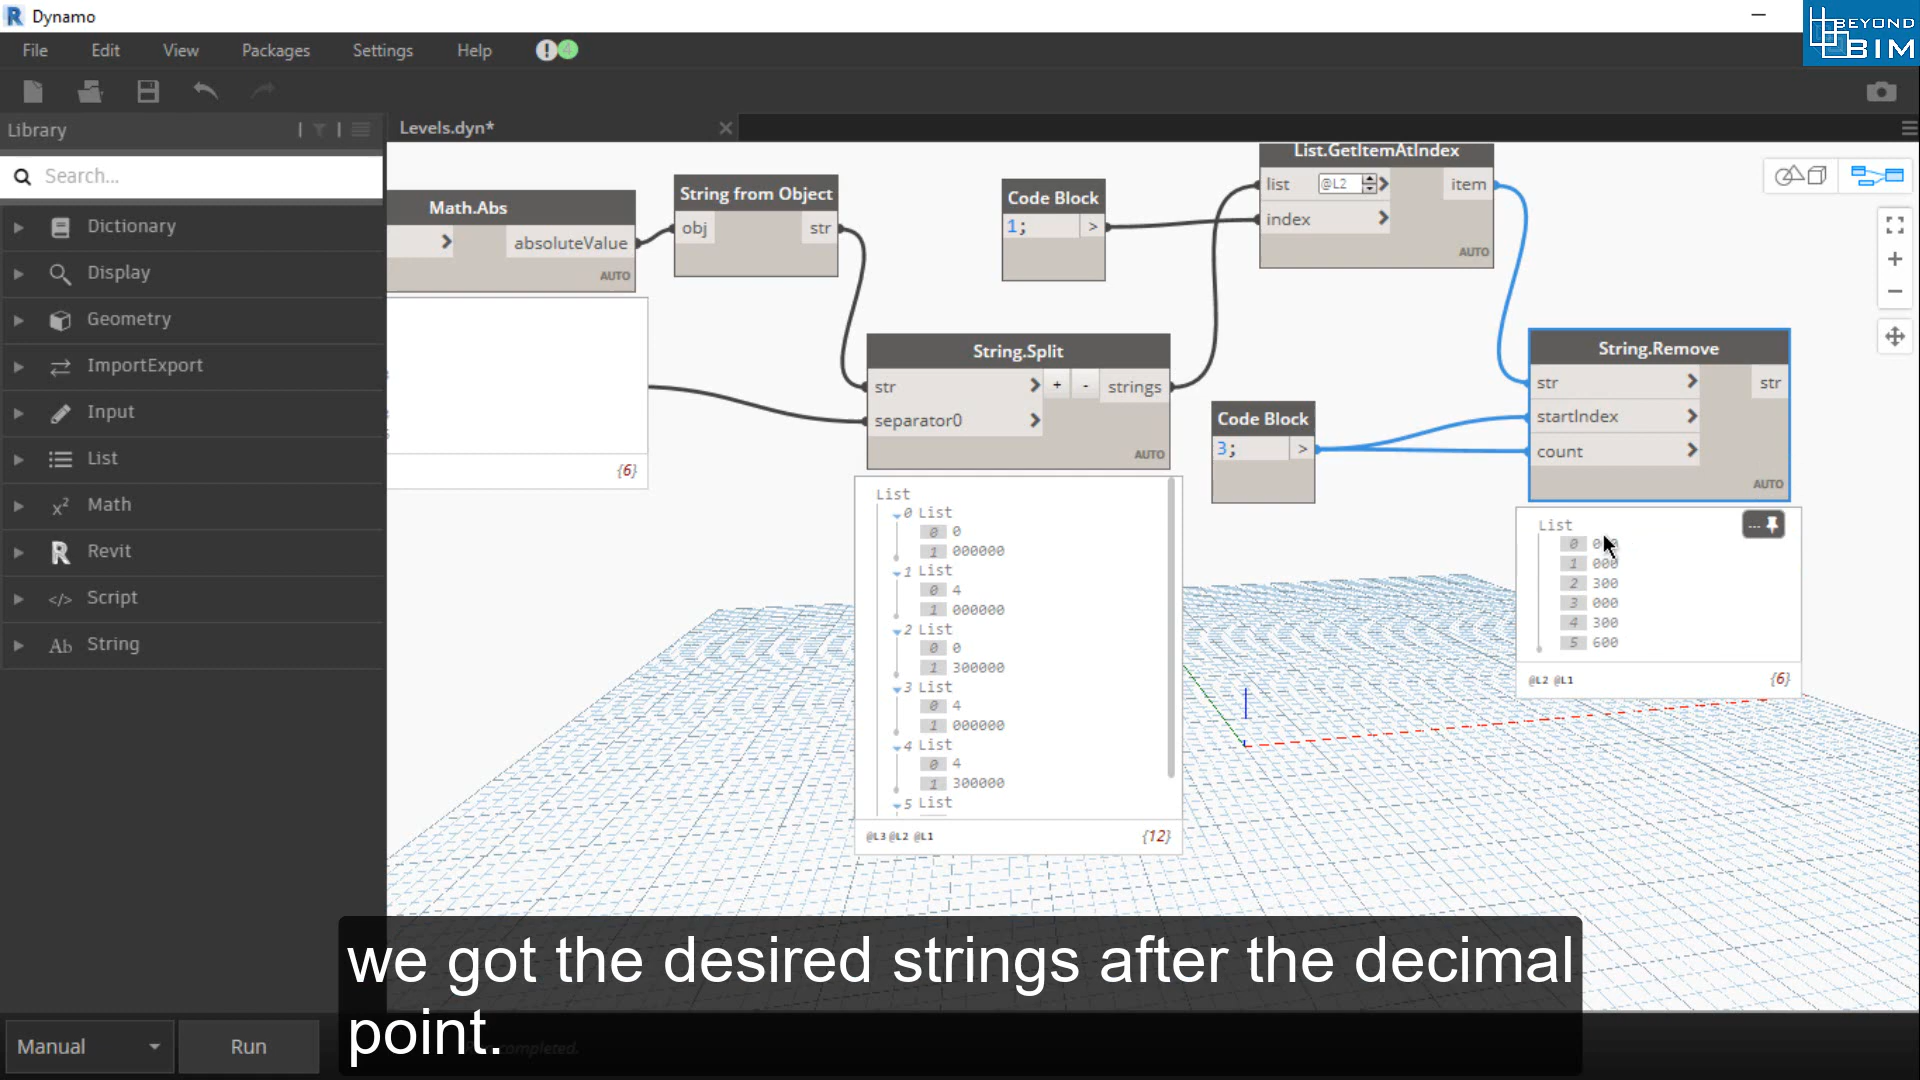 Dynamo
BEYOND
BIM
File Edit View Packages Settings Help
Library
Levels.dyn*
Search...
Dictionary
Display
Geometry
ImportExport
Input
List
Math
Revit
Script
String
Math.Abs
absoluteValue
AUTO
{6}
String from Object
obj str
Code Block
1; >
List.GetItemAtIndex
list @L2 item
index
AUTO
String.Split
str + - strings
separator0
AUTO
List
0 List
0 0
1 000000
1 List
0 4
1 000000
2 List
0 0
1 300000
3 List
0 4
1 000000
4 List
0 4
1 300000
5 List
@L3 @L2 @L1 {12}
Code Block
3; >
String.Remove
str str
startIndex
count
AUTO
List
0
1 000
2 300
3 000
4 300
5 600
@L2 @L1 {6}
we got the desired strings after the decimal
point.
Manual Run completed.